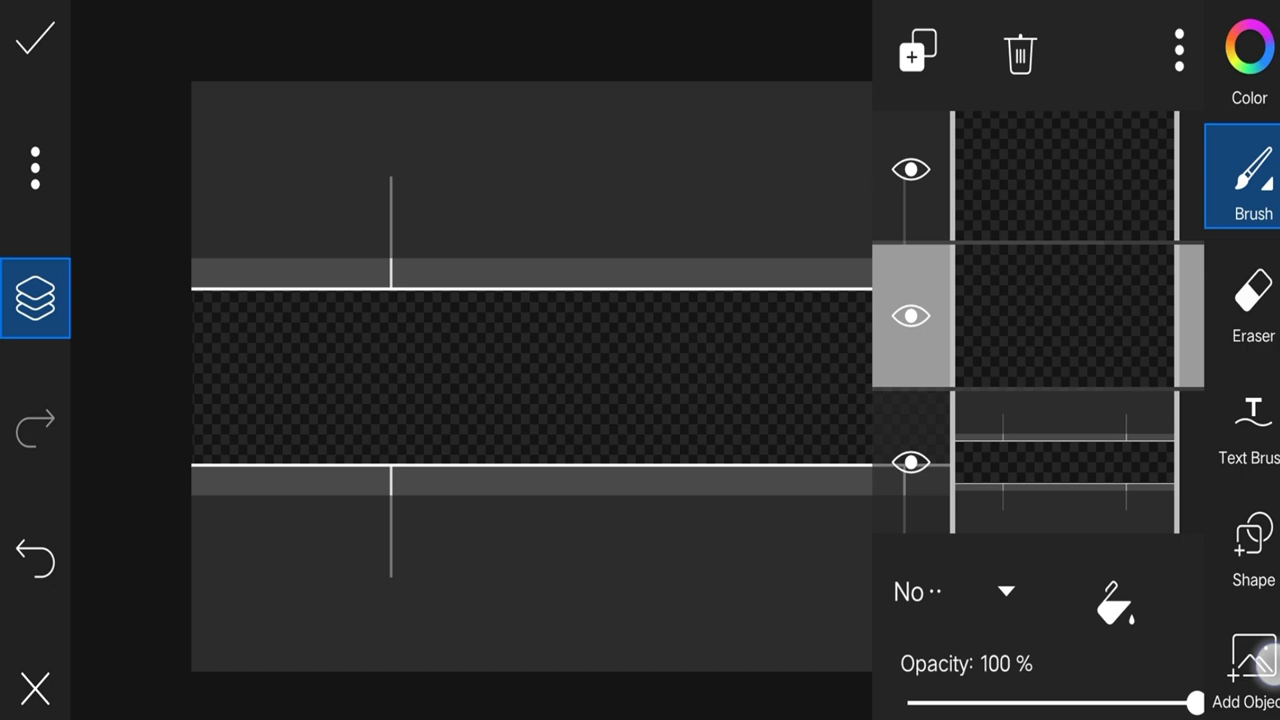 Color
Brush
Eraser
Text Brus
Shape
No ··
Opacity: 100 %
Add Objec